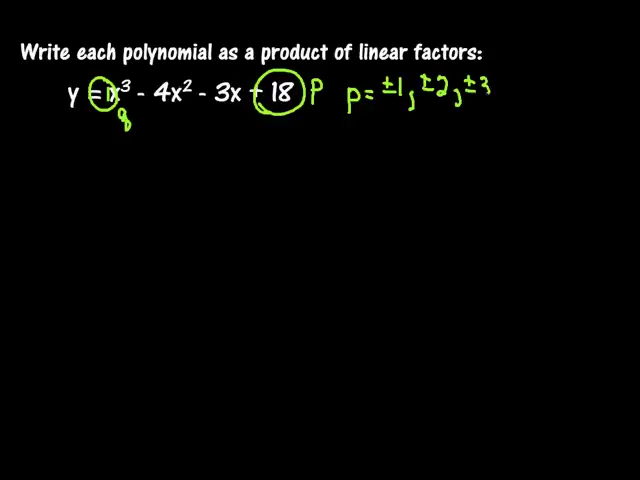 Write each polynomial as a product of linear factors:
y = 1x³ - 4x² - 3x + 18 p p= ±1, ±2, ±3
q